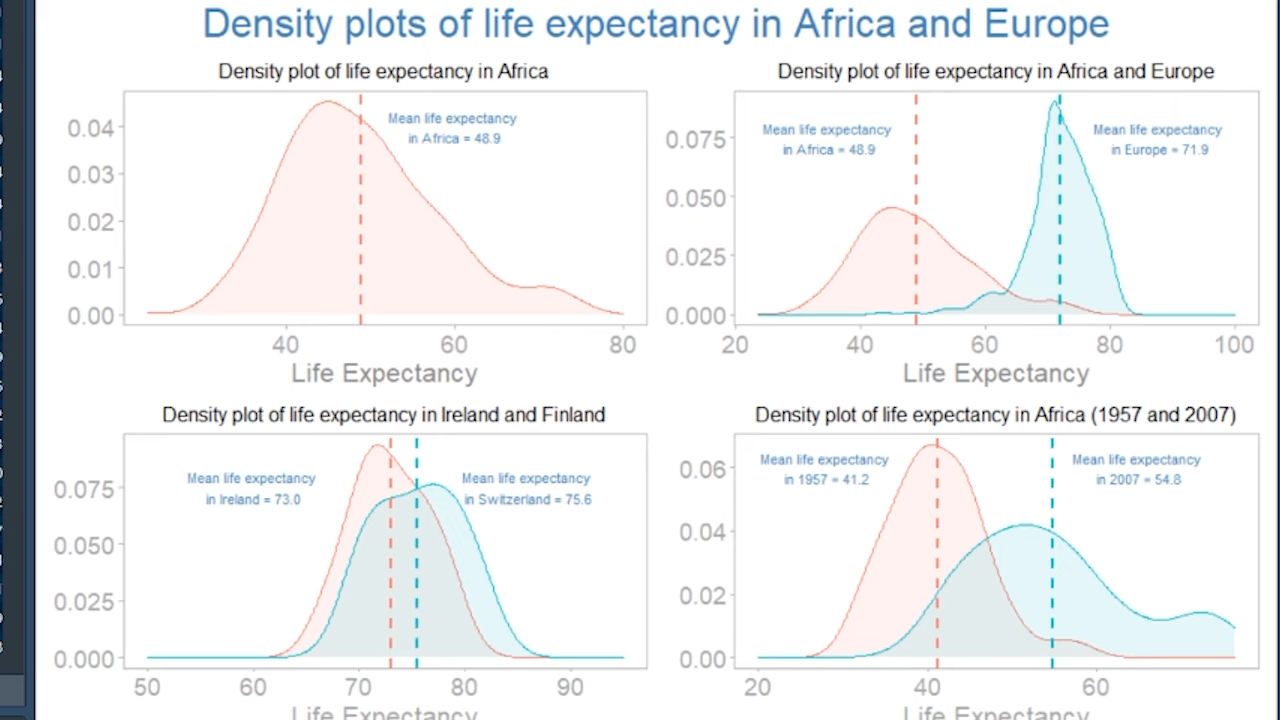 Density plots of life expectancy in Africa and Europe
Density plot of life expectancy in Africa
Mean life expectancy
in Africa = 48.9
0.04
0.03
0.02
0.01
0.00
40 60 80
Life Expectancy
Density plot of life expectancy in Africa and Europe
Mean life expectancy
in Africa = 48.9
Mean life expectancy
in Europe = 71.9
0.075
0.050
0.025
0.000
20 40 60 80 100
Life Expectancy
Density plot of life expectancy in Ireland and Finland
Mean life expectancy
in Ireland = 73.0
Mean life expectancy
in Switzerland = 75.6
0.075
0.050
0.025
0.000
50 60 70 80 90
Life Expectancy
Density plot of life expectancy in Africa (1957 and 2007)
Mean life expectancy
in 1957 = 41.2
Mean life expectancy
in 2007 = 54.8
0.06
0.04
0.02
0.00
20 40 60
Life Expectancy